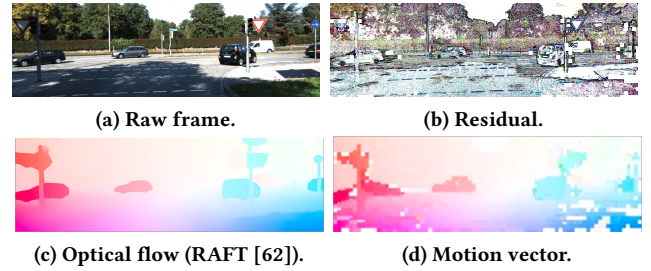 (a) Raw frame.
(b) Residual.
(c) Optical flow (RAFT [62]).
(d) Motion vector.